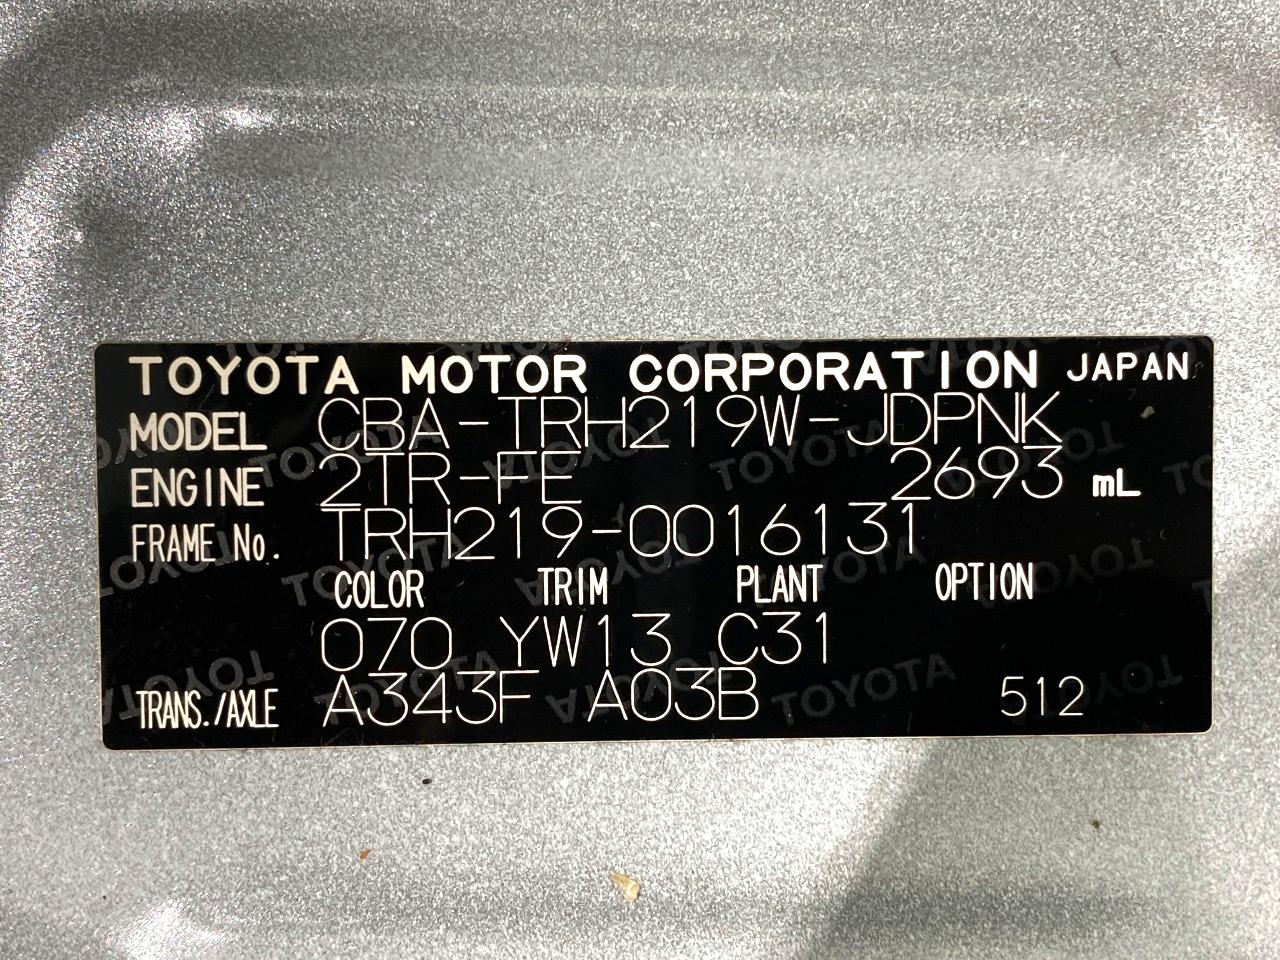 TOYOTA MOTOR CORPORATION JAPAN
MODEL CBA-TRH219W-JDPNK
ENGINE 2TR-FE 2693 mL
FRAME No. TRH219-0016131
COLOR TRIM PLANT OPTION
070 YW13 C31
TRANS./AXLE A343F A03B 512